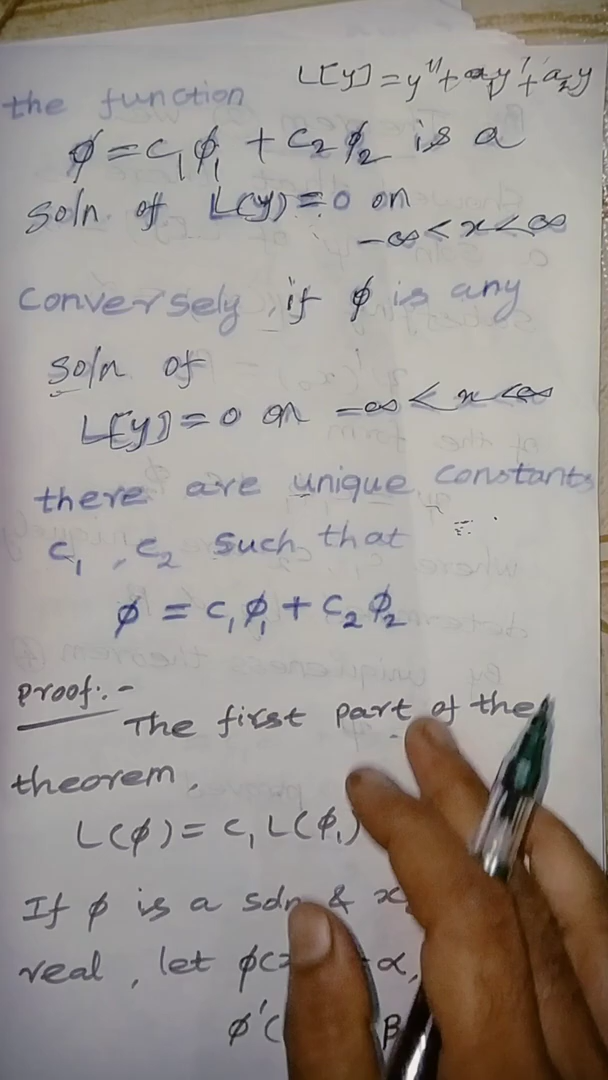 L[y] = y'' + a₁y' + a₂y
the function
ϕ = c₁ϕ₁ + c₂ϕ₂ is a
soln of L(y) = 0 on
-∞ < x < ∞
Conversely, if ϕ is any
soln of
L[y] = 0 on -∞ < x < ∞
there are unique constants
c₁, c₂ such that
ϕ = c₁ϕ₁ + c₂ϕ₂
proof:-
The first part of the
theorem,
L(ϕ) = c₁ L(ϕ₁)
If ϕ is a soln & x
real, let ϕ( α,
ϕ'( β